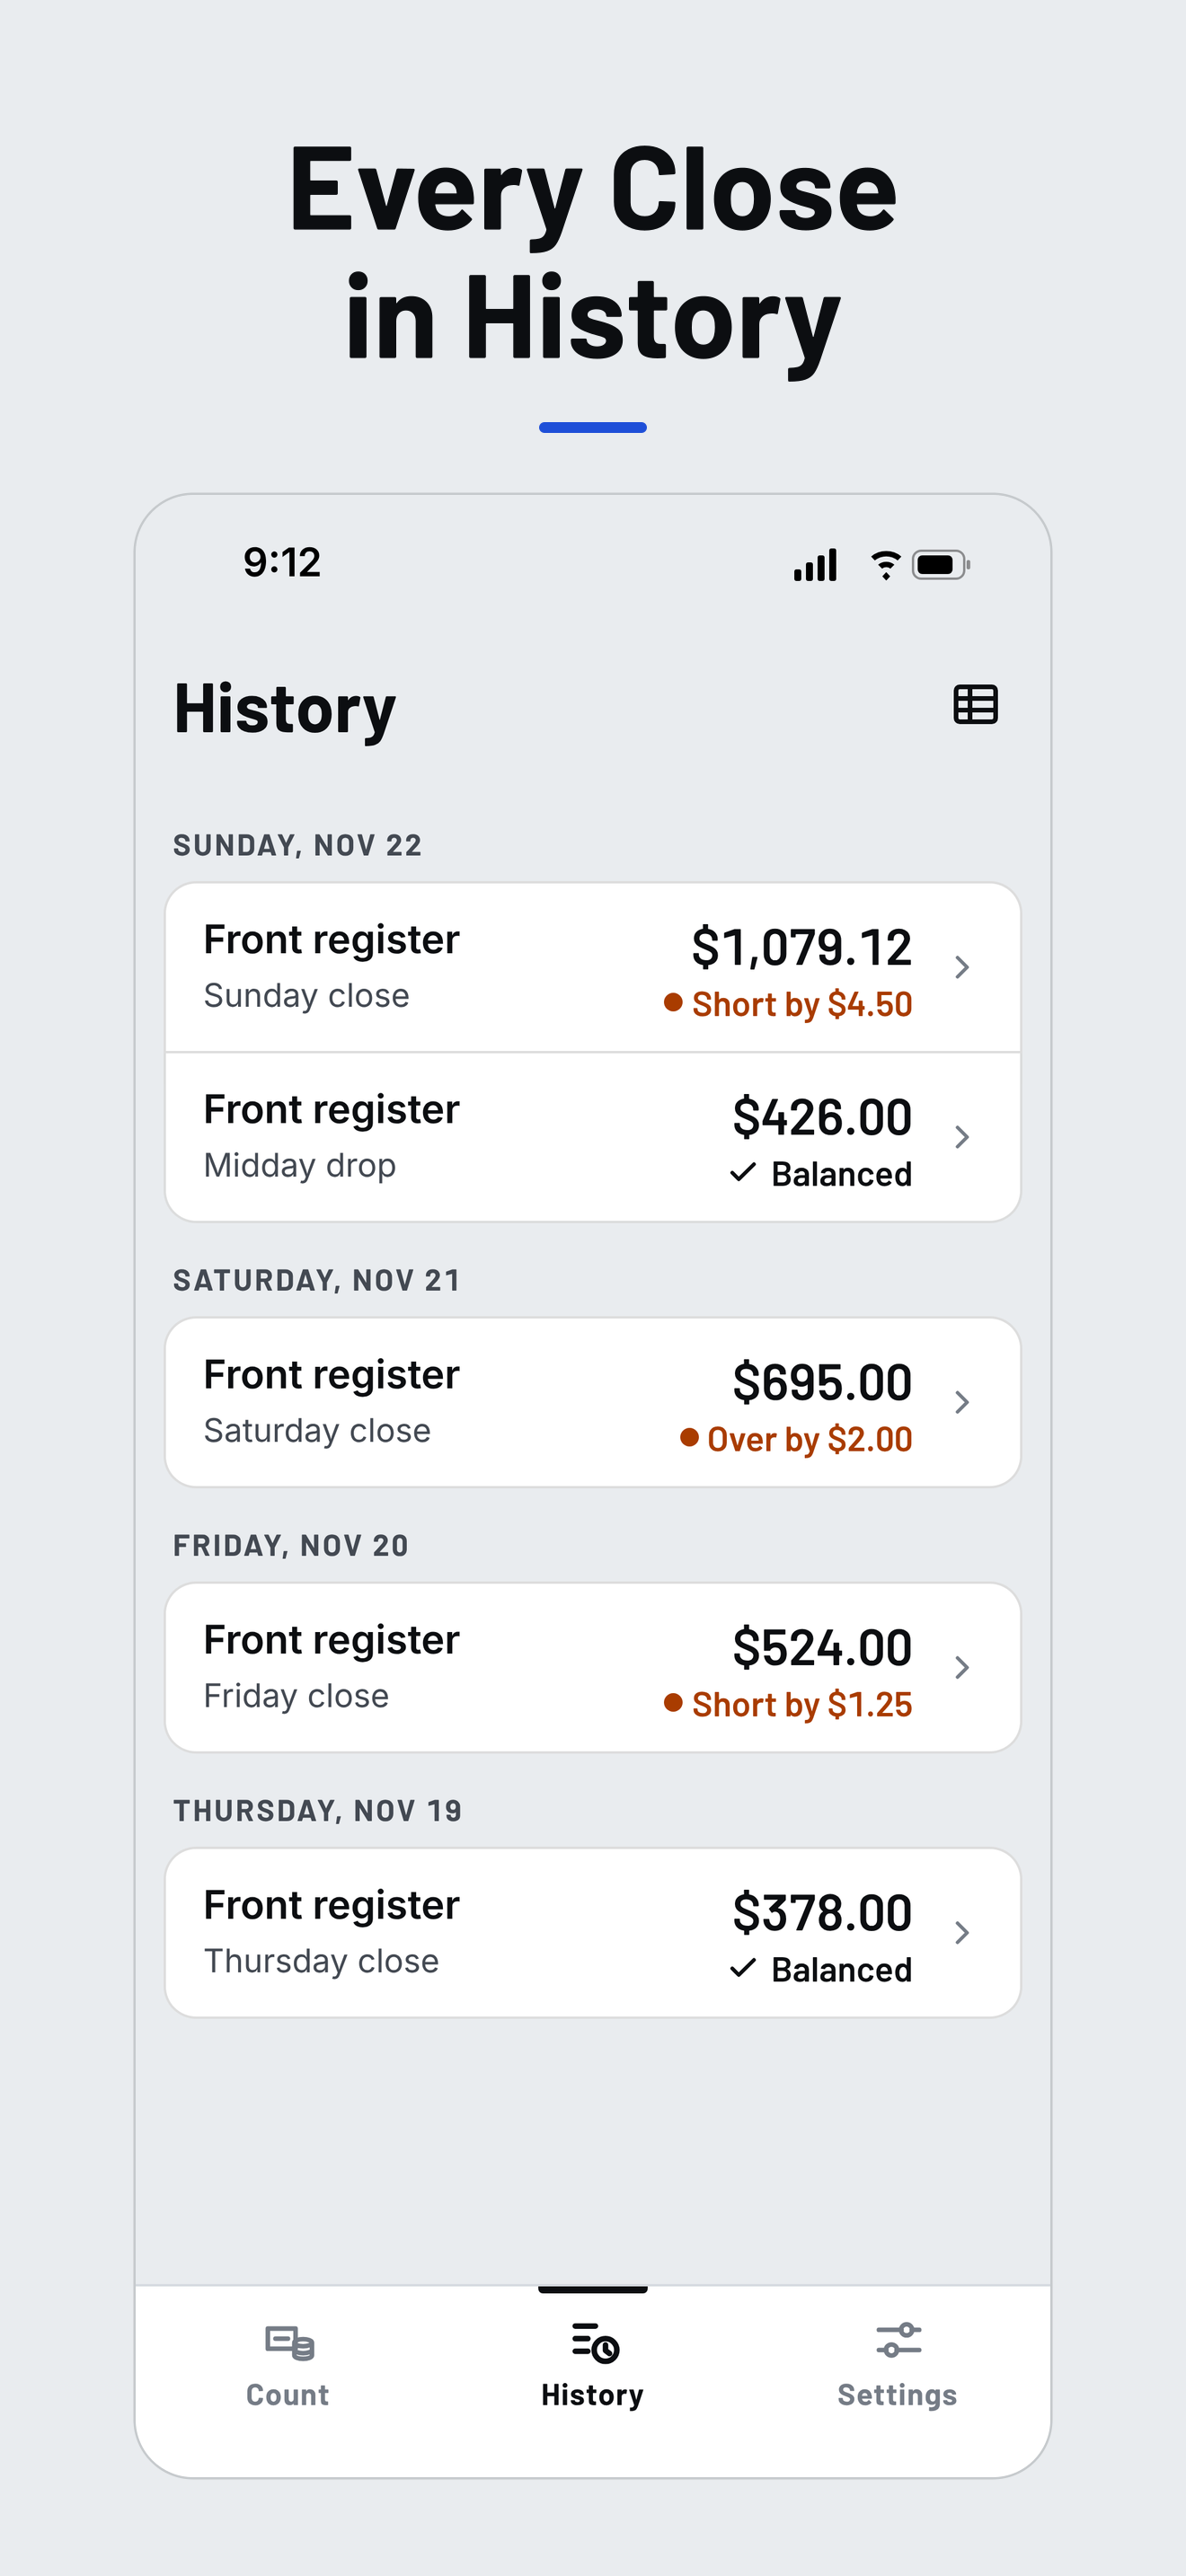 Every Close
in History
9:12
History
SUNDAY, NOV 22
Front register
$1,079.12
Sunday close
Short by $4.50
Front register
$426.00
Midday drop
Balanced
SATURDAY, NOV 21
Front register
$695.00
Saturday close
Over by $2.00
FRIDAY, NOV 20
Front register
$524.00
Friday close
Short by $1.25
THURSDAY, NOV 19
Front register
$378.00
Thursday close
Balanced
Count
History
Settings